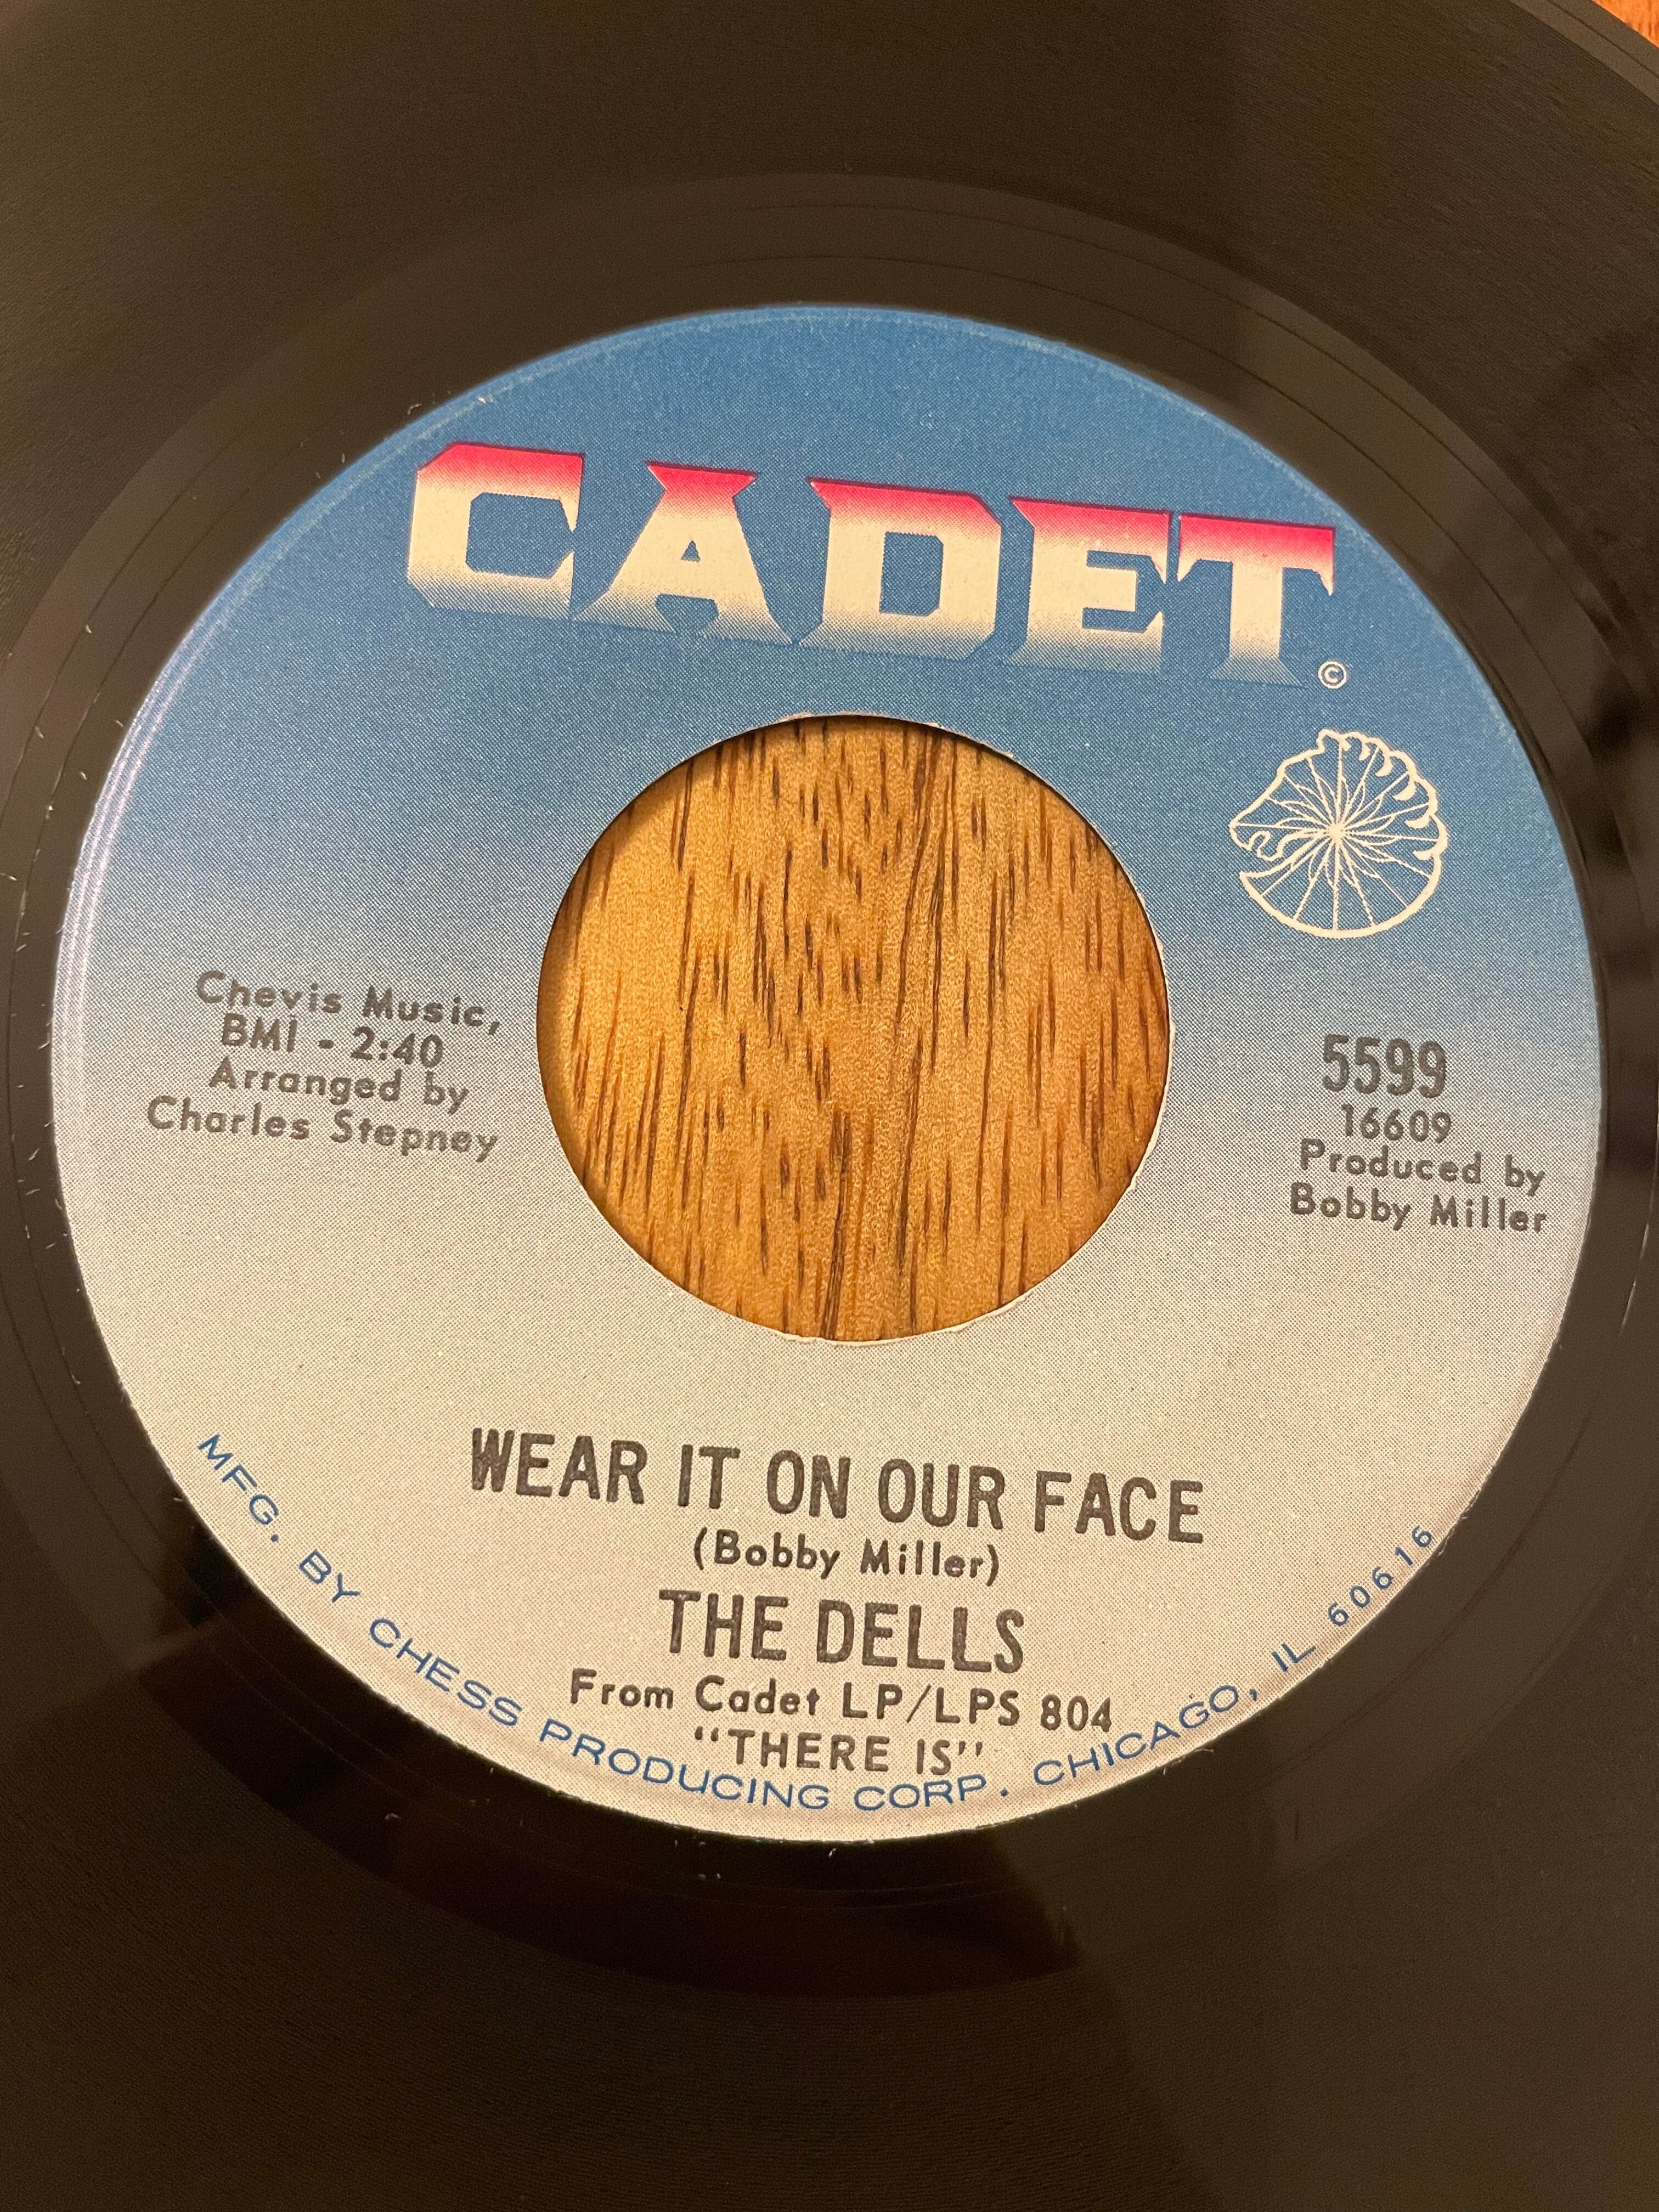 CADET
©
Chevis Music,
BMI - 2:40
Arranged by
Charles Stepney
5599
16609
Produced by
Bobby Miller
WEAR IT ON OUR FACE
(Bobby Miller)
THE DELLS
From Cadet LP/LPS 804
"THERE IS"
MFG. BY CHESS PRODUCING CORP. CHICAGO, IL 60616